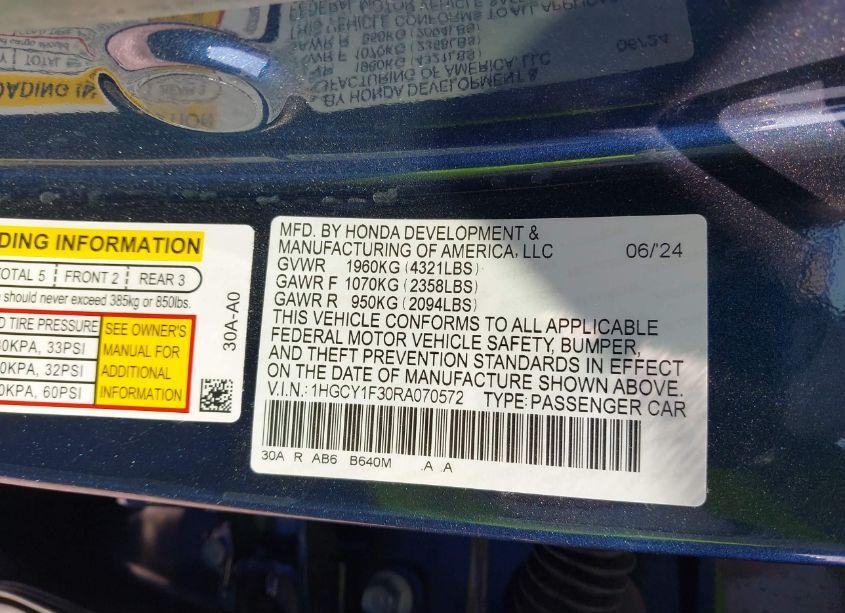 DING INFORMATION
TOTAL 5 FRONT 2 REAR 3
should never exceed 385kg or 850lbs.
TIRE PRESSURE
SEE OWNER'S
MANUAL FOR
ADDITIONAL
INFORMATION
KPA, 33PSI
0KPA, 32PSI
0KPA, 60PSI
30A-A0
MFD. BY HONDA DEVELOPMENT &
MANUFACTURING OF AMERICA, LLC 06/'24
GVWR 1960KG (4321LBS)
GAWR F 1070KG (2358LBS)
GAWR R 950KG (2094LBS)
THIS VEHICLE CONFORMS TO ALL APPLICABLE
FEDERAL MOTOR VEHICLE SAFETY, BUMPER,
AND THEFT PREVENTION STANDARDS IN EFFECT
ON THE DATE OF MANUFACTURE SHOWN ABOVE.
V.I.N.: 1HGCY1F30RA070572 TYPE: PASSENGER CAR
30A R AB6 B640M .A .A